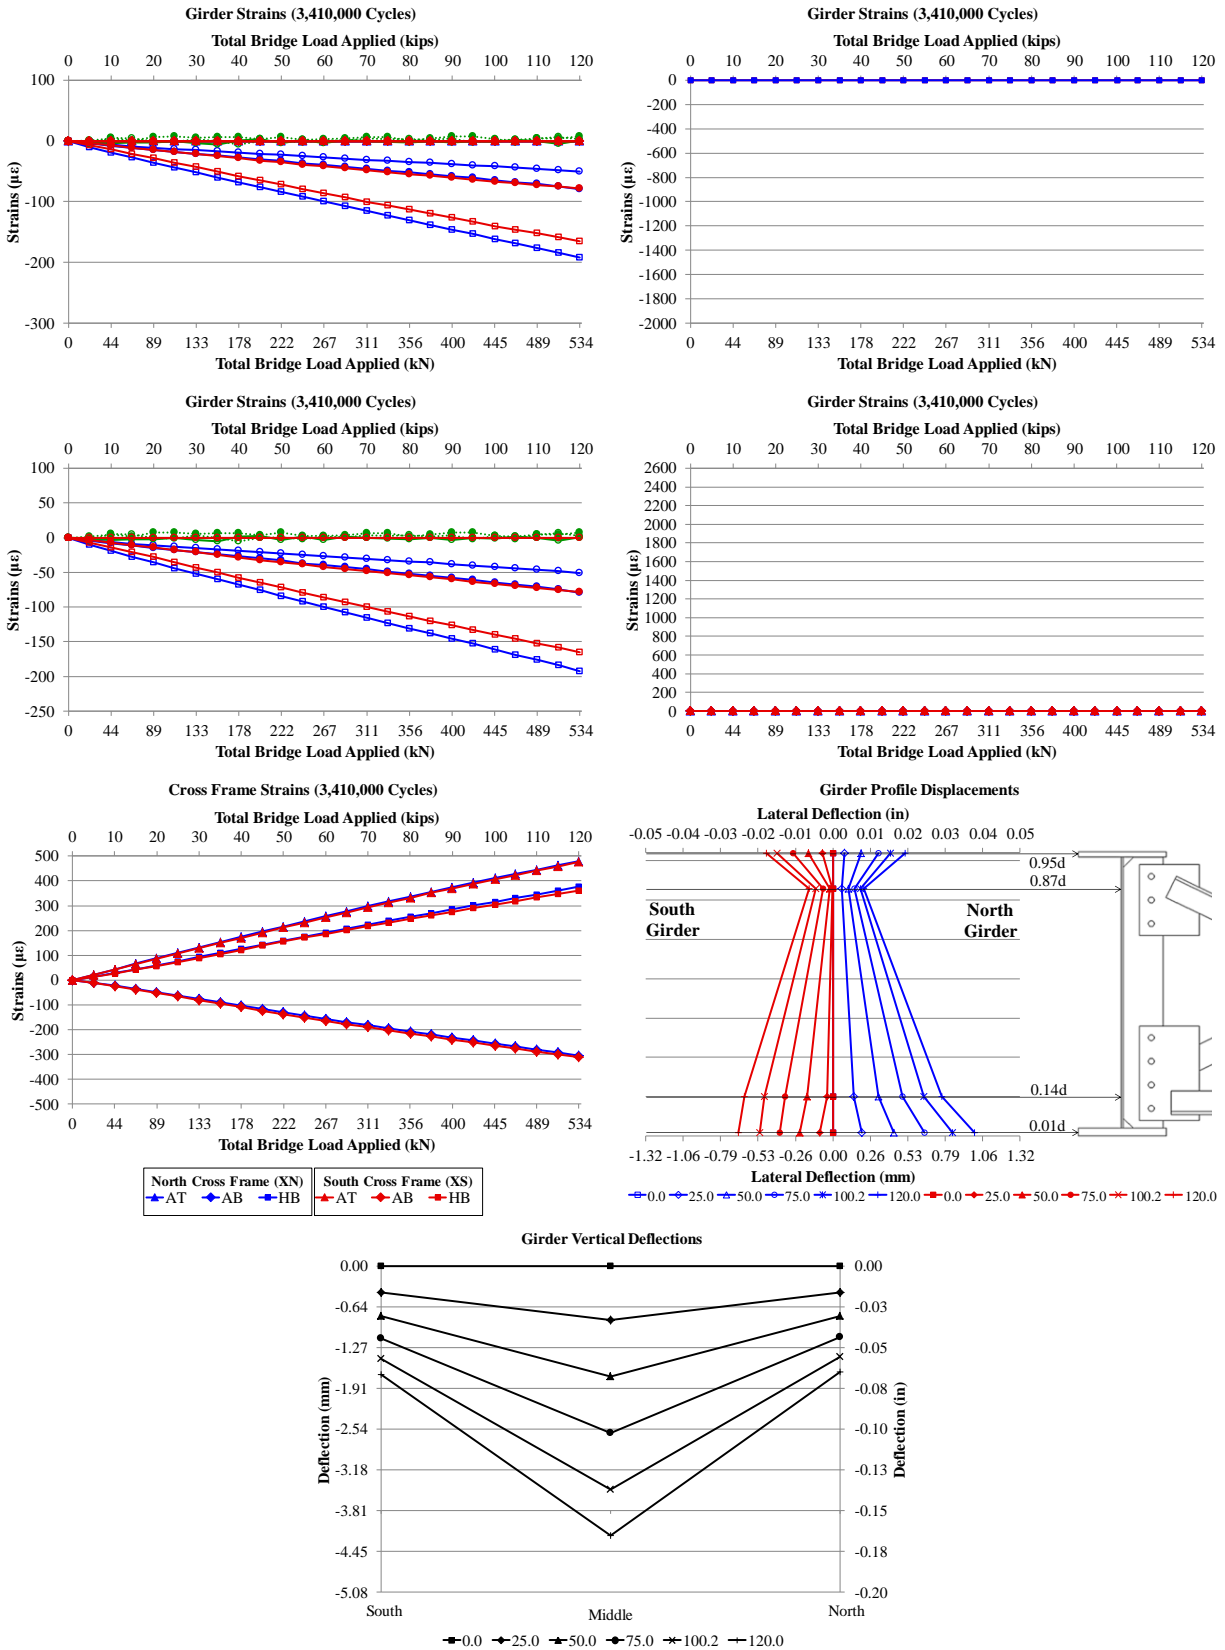 Girder Strains (3,410,000 Cycles)
Total Bridge Load Applied (kips)
0 10 20 30 40 50 60 70 80 90 100 110 120
100
0
-100
-200
-300
Strains (με)
0 44 89 133 178 222 267 311 356 400 445 489 534
Total Bridge Load Applied (kN)
Girder Strains (3,410,000 Cycles)
Total Bridge Load Applied (kips)
0 10 20 30 40 50 60 70 80 90 100 110 120
0
-200
-400
-600
-800
-1000
-1200
-1400
-1600
-1800
-2000
Strains (με)
0 44 89 133 178 222 267 311 356 400 445 489 534
Total Bridge Load Applied (kN)
Girder Strains (3,410,000 Cycles)
Total Bridge Load Applied (kips)
0 10 20 30 40 50 60 70 80 90 100 110 120
100
50
0
-50
-100
-150
-200
-250
Strains (με)
0 44 89 133 178 222 267 311 356 400 445 489 534
Total Bridge Load Applied (kN)
Girder Strains (3,410,000 Cycles)
Total Bridge Load Applied (kips)
0 10 20 30 40 50 60 70 80 90 100 110 120
2600
2400
2200
2000
1800
1600
1400
1200
1000
800
600
400
200
0
Strains (με)
0 44 89 133 178 222 267 311 356 400 445 489 534
Total Bridge Load Applied (kN)
Cross Frame Strains (3,410,000 Cycles)
Total Bridge Load Applied (kips)
0 10 20 30 40 50 60 70 80 90 100 110 120
500
400
300
200
100
0
-100
-200
-300
-400
-500
Strains (με)
0 44 89 133 178 222 267 311 356 400 445 489 534
Total Bridge Load Applied (kN)
North Cross Frame (XN) South Cross Frame (XS)
AT AB HB AT AB HB
Girder Profile Displacements
Lateral Deflection (in)
-0.05 -0.04 -0.03 -0.02 -0.01 0.00 0.01 0.02 0.03 0.04 0.05
0.95d
0.87d
South Girder
North Girder
0.14d
0.01d
-1.32 -1.06 -0.79 -0.53 -0.26 0.00 0.26 0.53 0.79 1.06 1.32
Lateral Deflection (mm)
0.0 25.0 50.0 75.0 100.2 120.0 0.0 25.0 50.0 75.0 100.2 120.0
Girder Vertical Deflections
0.00
-0.64
-1.27
-1.91
-2.54
-3.18
-3.81
-4.45
-5.08
Deflection (mm)
0.00
-0.03
-0.05
-0.08
-0.10
-0.13
-0.15
-0.18
-0.20
Deflection (in)
South Middle North
0.0 25.0 50.0 75.0 100.2 120.0